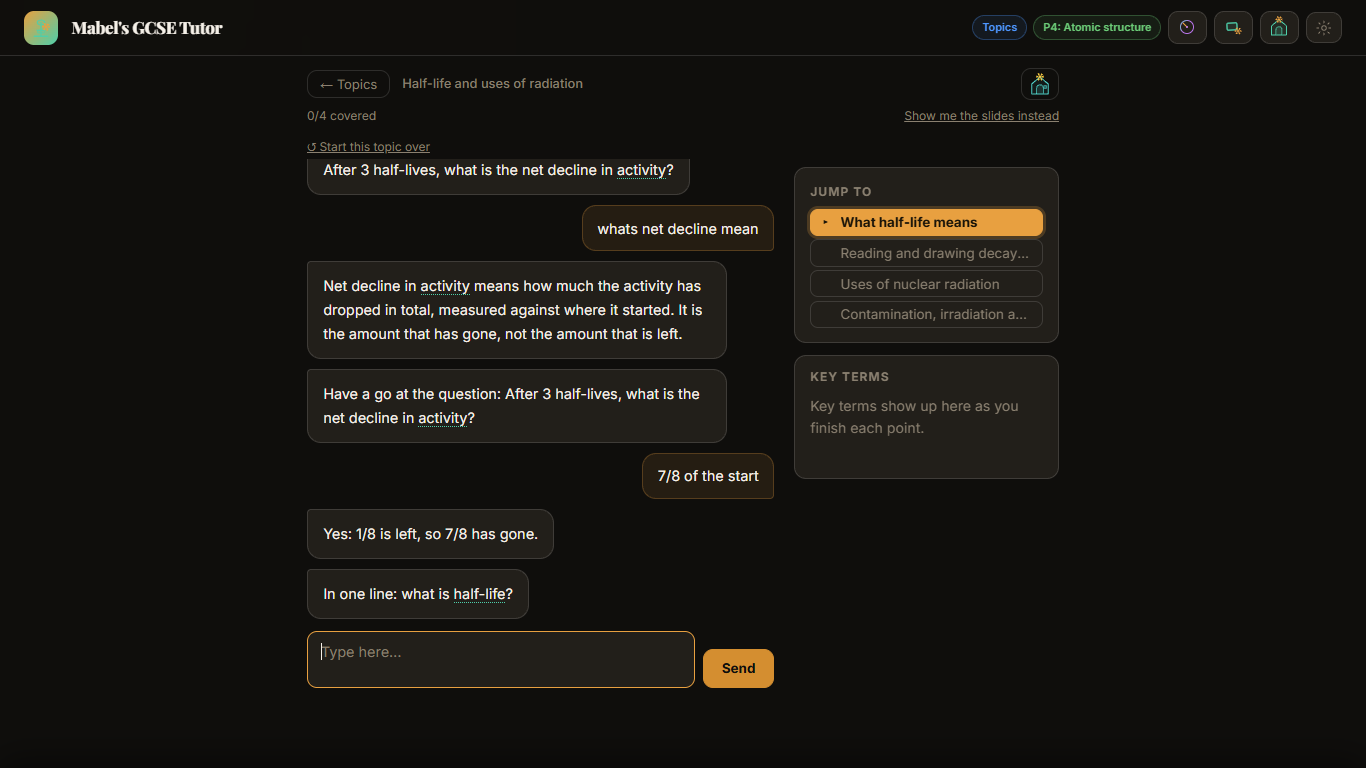 Mabel's GCSE Tutor
Topics
P4: Atomic structure
← Topics
Half-life and uses of radiation
0/4 covered
Show me the slides instead
↺ Start this topic over
After 3 half-lives, what is the net decline in activity?
whats net decline mean
Net decline in activity means how much the activity has
dropped in total, measured against where it started. It is
the amount that has gone, not the amount that is left.
Have a go at the question: After 3 half-lives, what is the
net decline in activity?
7/8 of the start
Yes: 1/8 is left, so 7/8 has gone.
In one line: what is half-life?
Type here...
Send
JUMP TO
What half-life means
Reading and drawing decay...
Uses of nuclear radiation
Contamination, irradiation a...
KEY TERMS
Key terms show up here as you
finish each point.